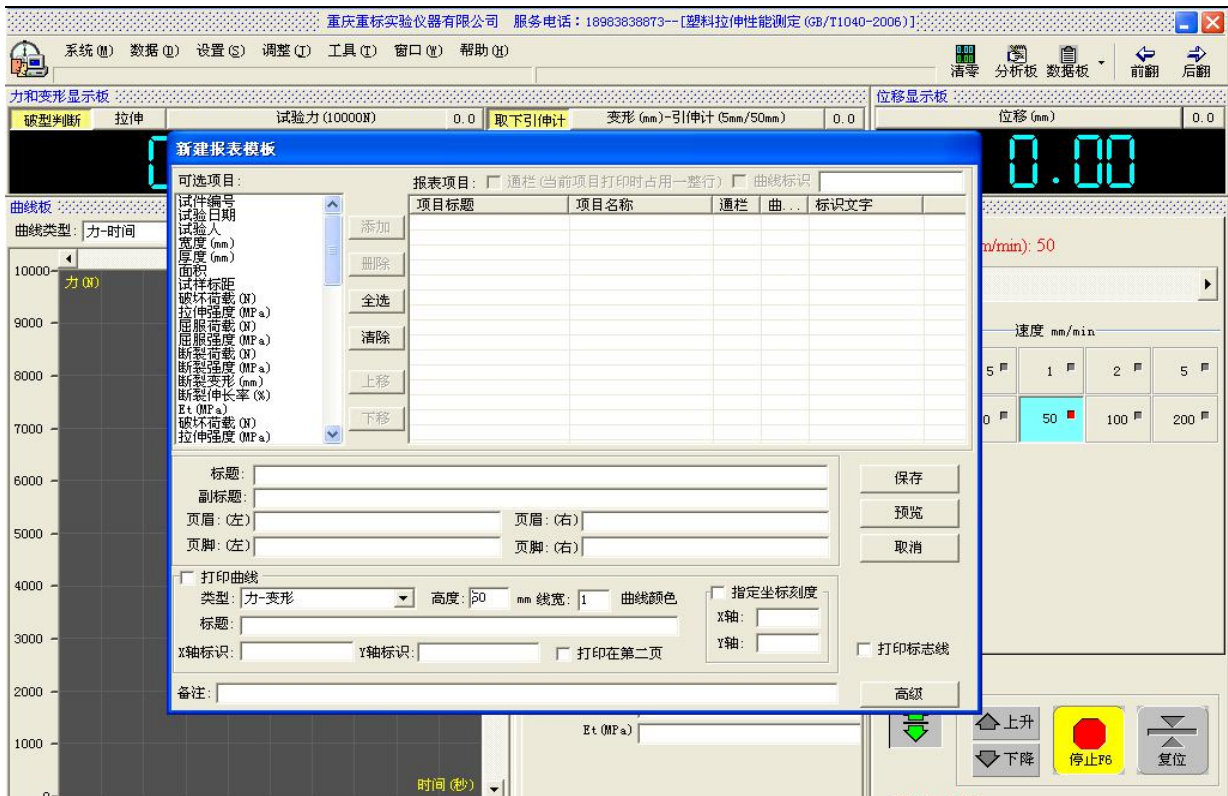 重庆重标实验仪器有限公司 服务电话：18983838873--[塑料拉伸性能测定(GB/T1040-2006)]
系统(M) 数据(D) 设置(S) 调整(T) 工具(I) 窗口(W) 帮助(H)
清零 分析板 数据板 前翻 后翻
力和变形显示板 位移显示板
破型判断 拉伸 试验力(10000N) 0.0 取下引伸计 变形(mm)-引伸计(5mm/50mm) 0.0 位移(mm) 0.0
0.00
新建报表模板
可选项目: 报表项目: 通栏(当前项目打印时占用一整行) 曲线标识
项目标题 项目名称 通栏 曲... 标识文字
试件编号
试验日期
试验人
宽度(mm)
厚度(mm)
面积
试样标距
破坏荷载(N)
拉伸强度(MPa)
屈服荷载(N)
屈服强度(MPa)
断裂荷载(N)
断裂强度(MPa)
断裂变形(mm)
断裂伸长率(%)
Et(MPa)
破坏荷载(N)
拉伸强度(MPa)
添加
删除
全选
清除
上移
下移
标题:
副标题:
页眉:(左) 页眉:(右)
页脚:(左) 页脚:(右)
保存
预览
取消
打印曲线
类型: 力-变形 高度: 60 mm 线宽: 1 曲线颜色
标题:
X轴标识: Y轴标识: 打印在第二页
指定坐标刻度
X轴:
Y轴:
打印标志线
备注: 高级
曲线板
曲线类型: 力-时间
力(N)
10000
9000
8000
7000
6000
5000
4000
3000
2000
1000
0
时间(秒)
m/min): 50
速度 mm/min
5 1 2 5
0 50 100 200
Et(MPa)
上升
下降
停止F6
复位